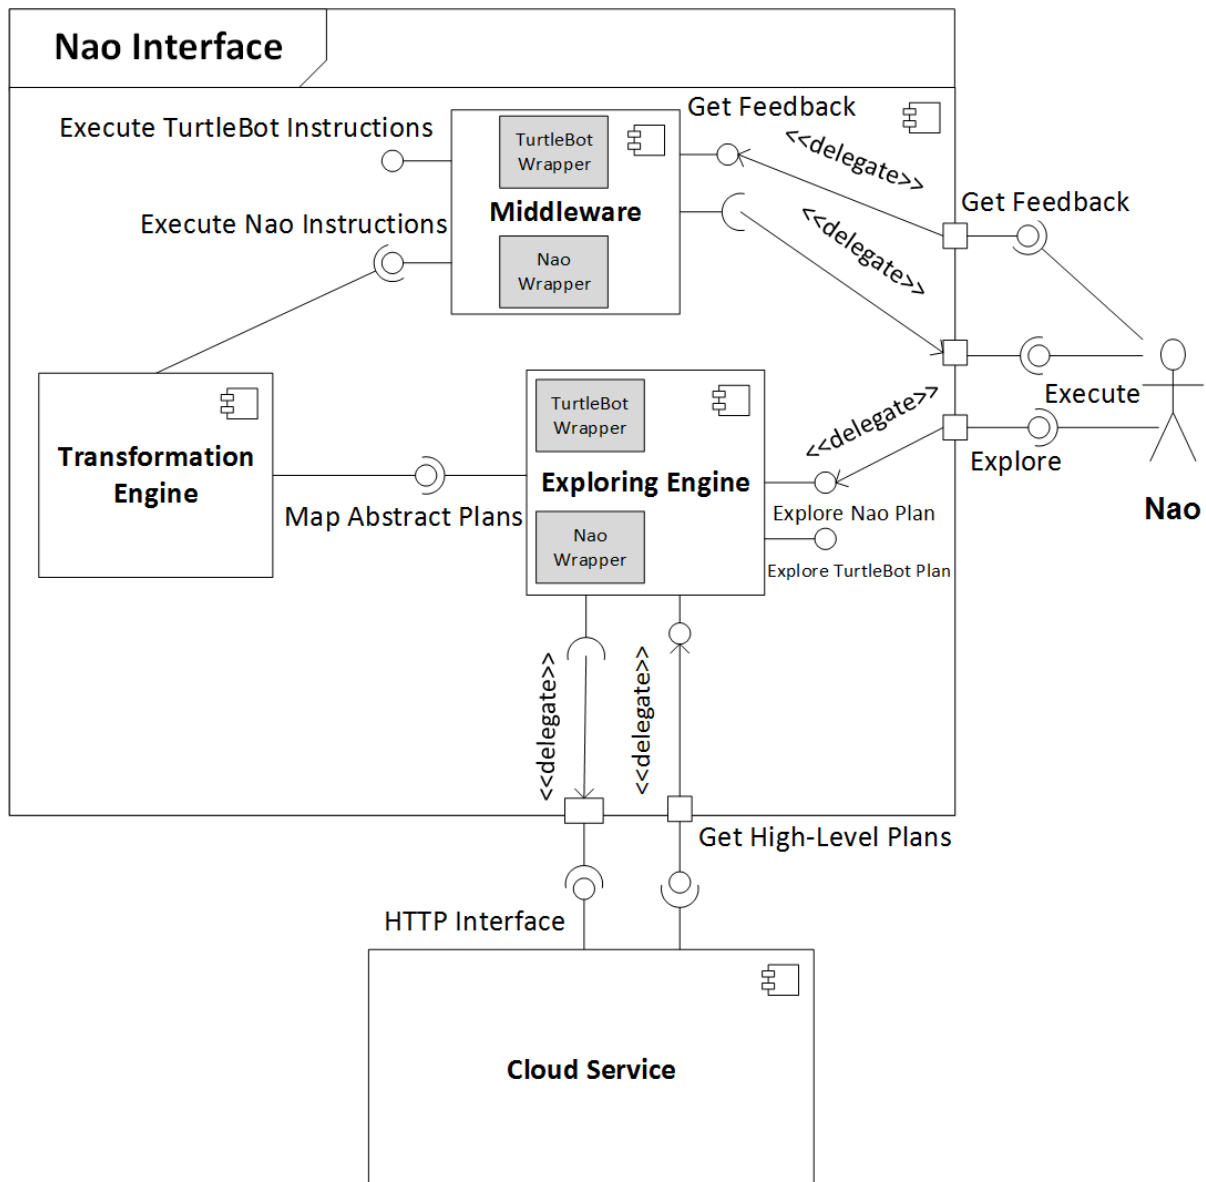 Nao Interface
Execute TurtleBot Instructions
TurtleBot
Wrapper
Get Feedback
<<delegate>>
Middleware
Execute Nao Instructions
Nao
Wrapper
<<delegate>>
Get Feedback
Transformation
Engine
TurtleBot
Wrapper
<<delegate>>
Execute
Explore
Nao
Exploring Engine
Map Abstract Plans
Nao
Wrapper
Explore Nao Plan
Explore TurtleBot Plan
<<delegate>>
<<delegate>>
Get High-Level Plans
HTTP Interface
Cloud Service